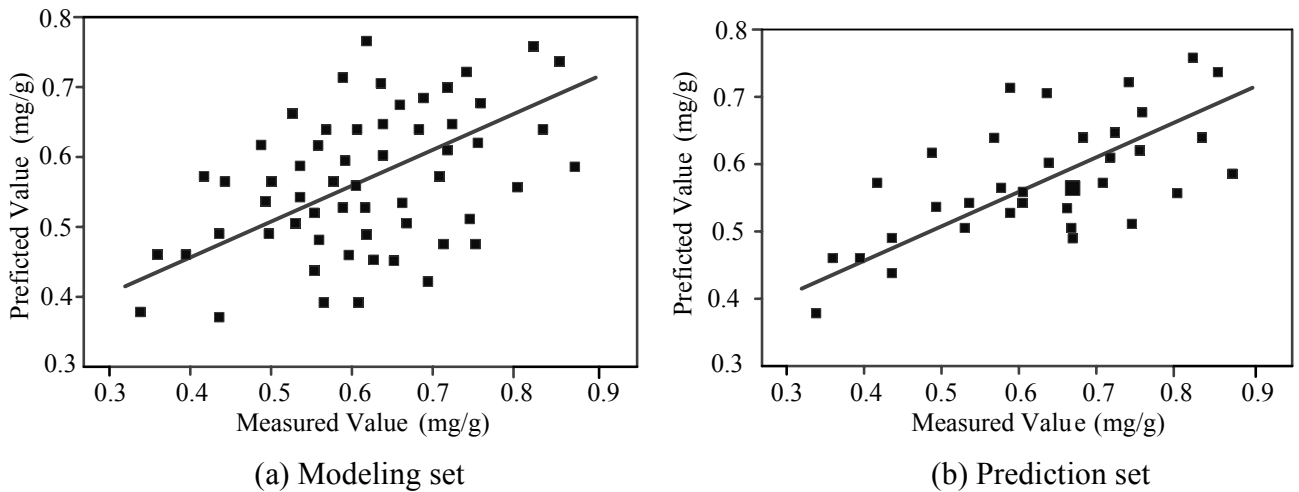 0.8
0.7
0.6
0.5
0.4
0.3
Preficted Value (mg/g)
0.3 0.4 0.5 0.6 0.7 0.8 0.9
Measured Value (mg/g)
(a) Modeling set
0.8
0.7
0.6
0.5
0.4
0.3
Preficted Value (mg/g)
0.3 0.4 0.5 0.6 0.7 0.8 0.9
Measured Value (mg/g)
(b) Prediction set